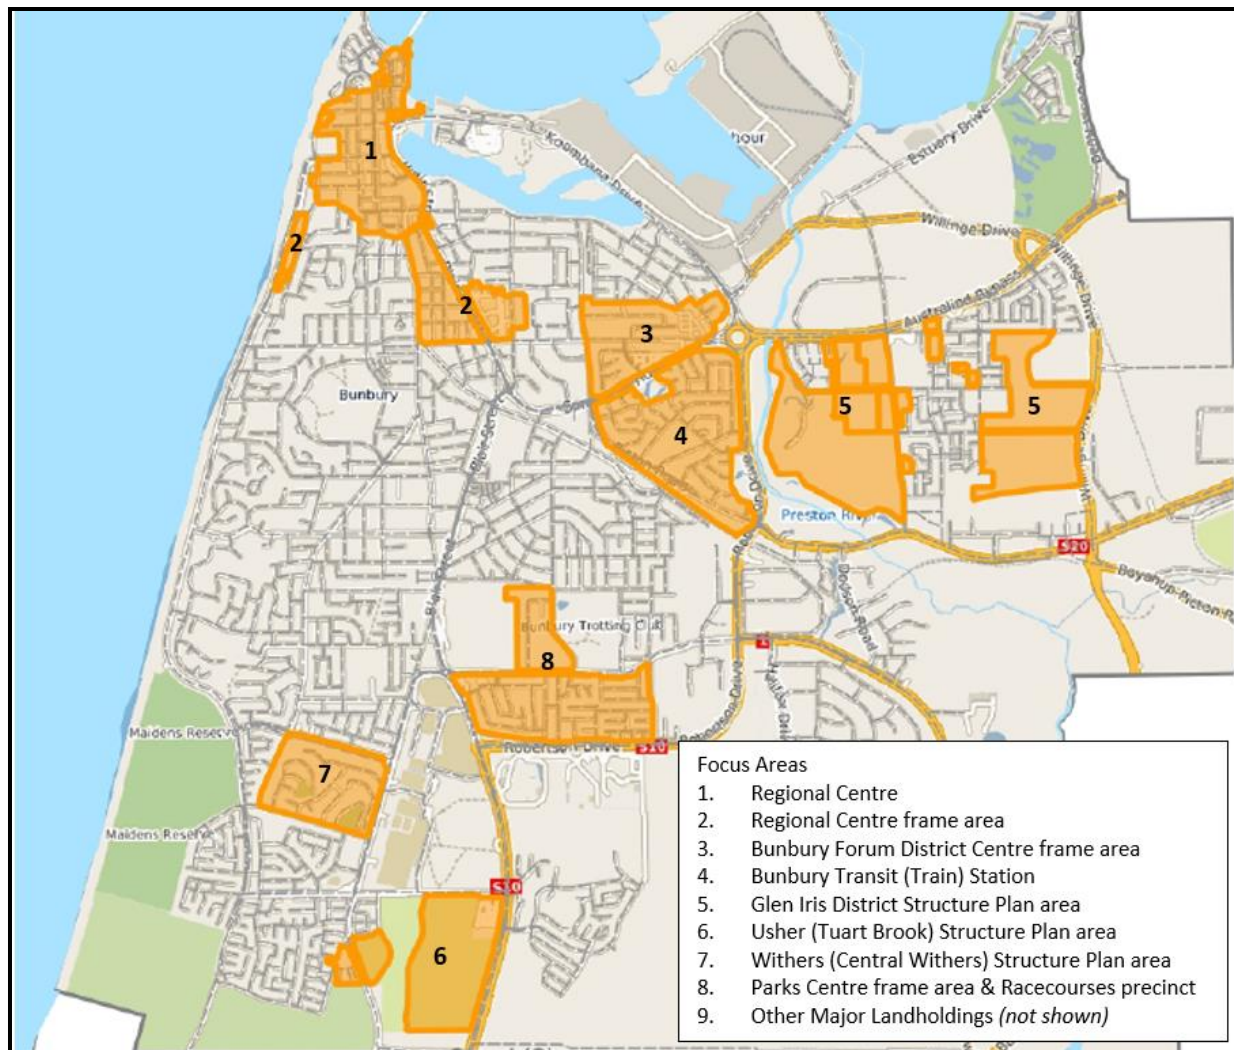 1
2
2
3
4
5
5
6
7
8
Koombana Drive
Estuary Drive
Willinge Drive
Willinge Drive
Australind Bypass
Bunbury
Blair Street
Blair Street
Preston River
S20
Boyanup Picton
Dodson Road
Bunbury Trotting Club
1
Robertson Drive
Robertson Drive
S10
Maidens Reserve
Maidens Reserve
S10
Focus Areas
1. Regional Centre
2. Regional Centre frame area
3. Bunbury Forum District Centre frame area
4. Bunbury Transit (Train) Station
5. Glen Iris District Structure Plan area
6. Usher (Tuart Brook) Structure Plan area
7. Withers (Central Withers) Structure Plan area
8. Parks Centre frame area & Racecourses precinct
9. Other Major Landholdings (not shown)